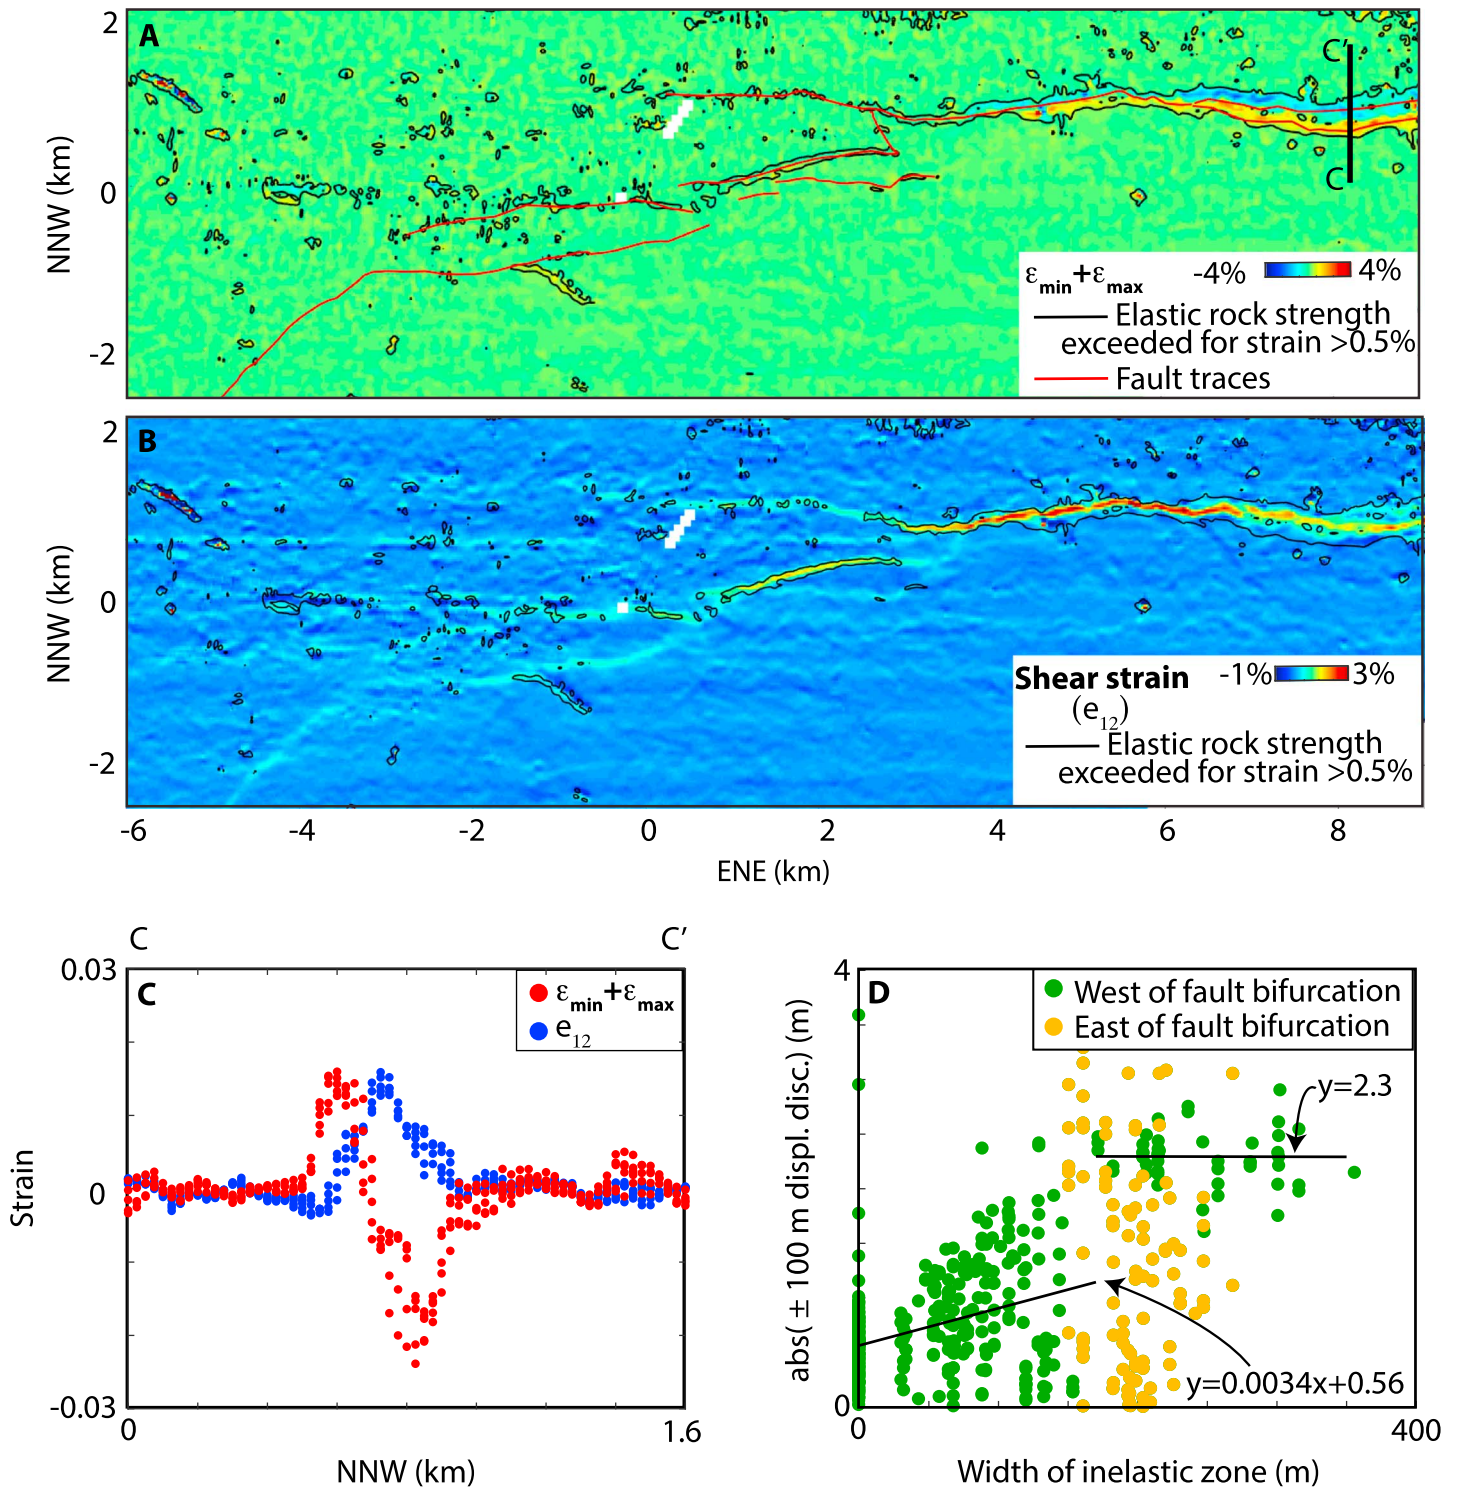 A
2
0
-2
NNW (km)
C′
C
εmin+εmax
-4% 4%
Elastic rock strength
exceeded for strain >0.5%
Fault traces
B
2
0
-2
NNW (km)
Shear strain -1% 3%
(e12)
Elastic rock strength
exceeded for strain >0.5%
-6 -4 -2 0 2 4 6 8
ENE (km)
C C′
C
0.03
0
-0.03
Strain
εmin+εmax
e12
0 1.6
NNW (km)
D
4
0
abs( ± 100 m displ. disc.) (m)
West of fault bifurcation
East of fault bifurcation
y=2.3
y=0.0034x+0.56
0 400
Width of inelastic zone (m)